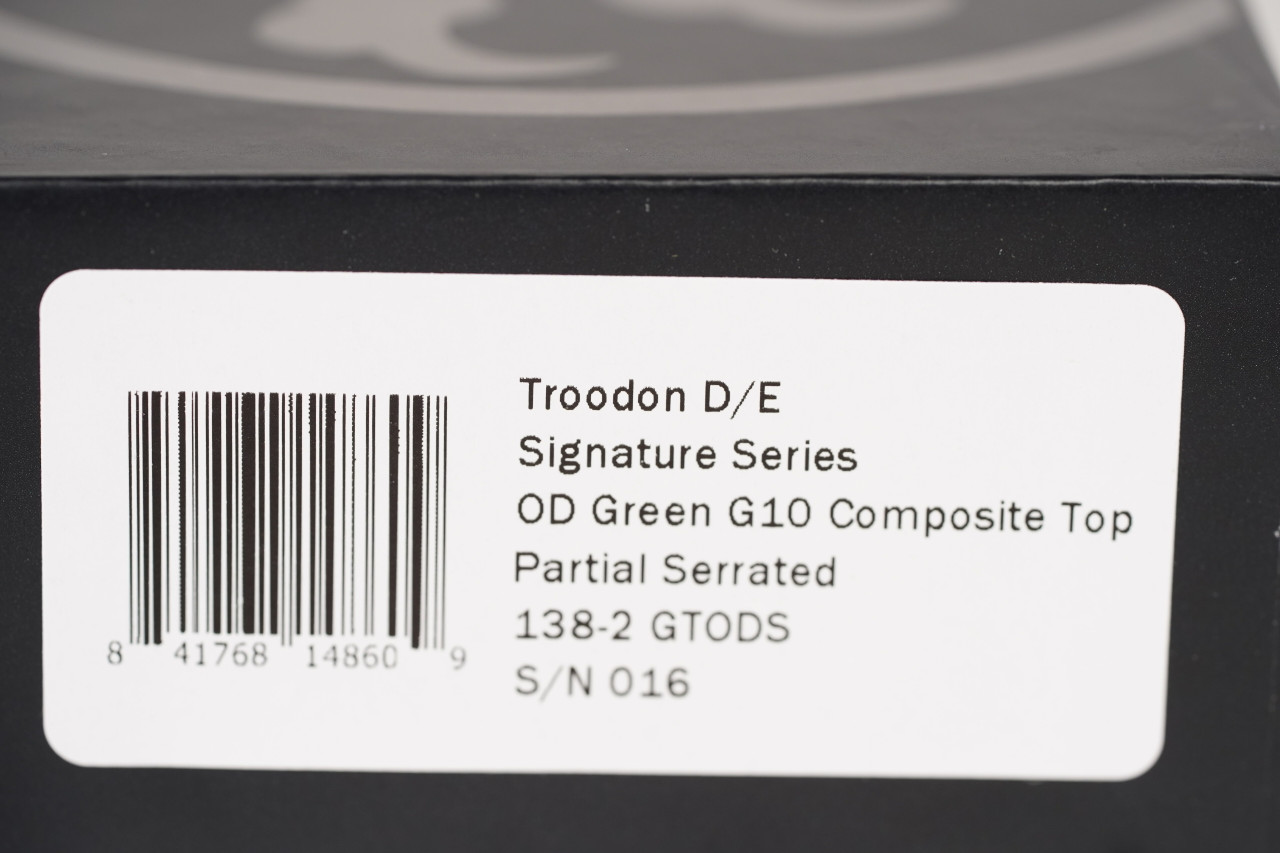 Troodon D/E
Signature Series
OD Green G10 Composite Top
Partial Serrated
138-2 GTODS
S/N 016
8 41768 14860 9